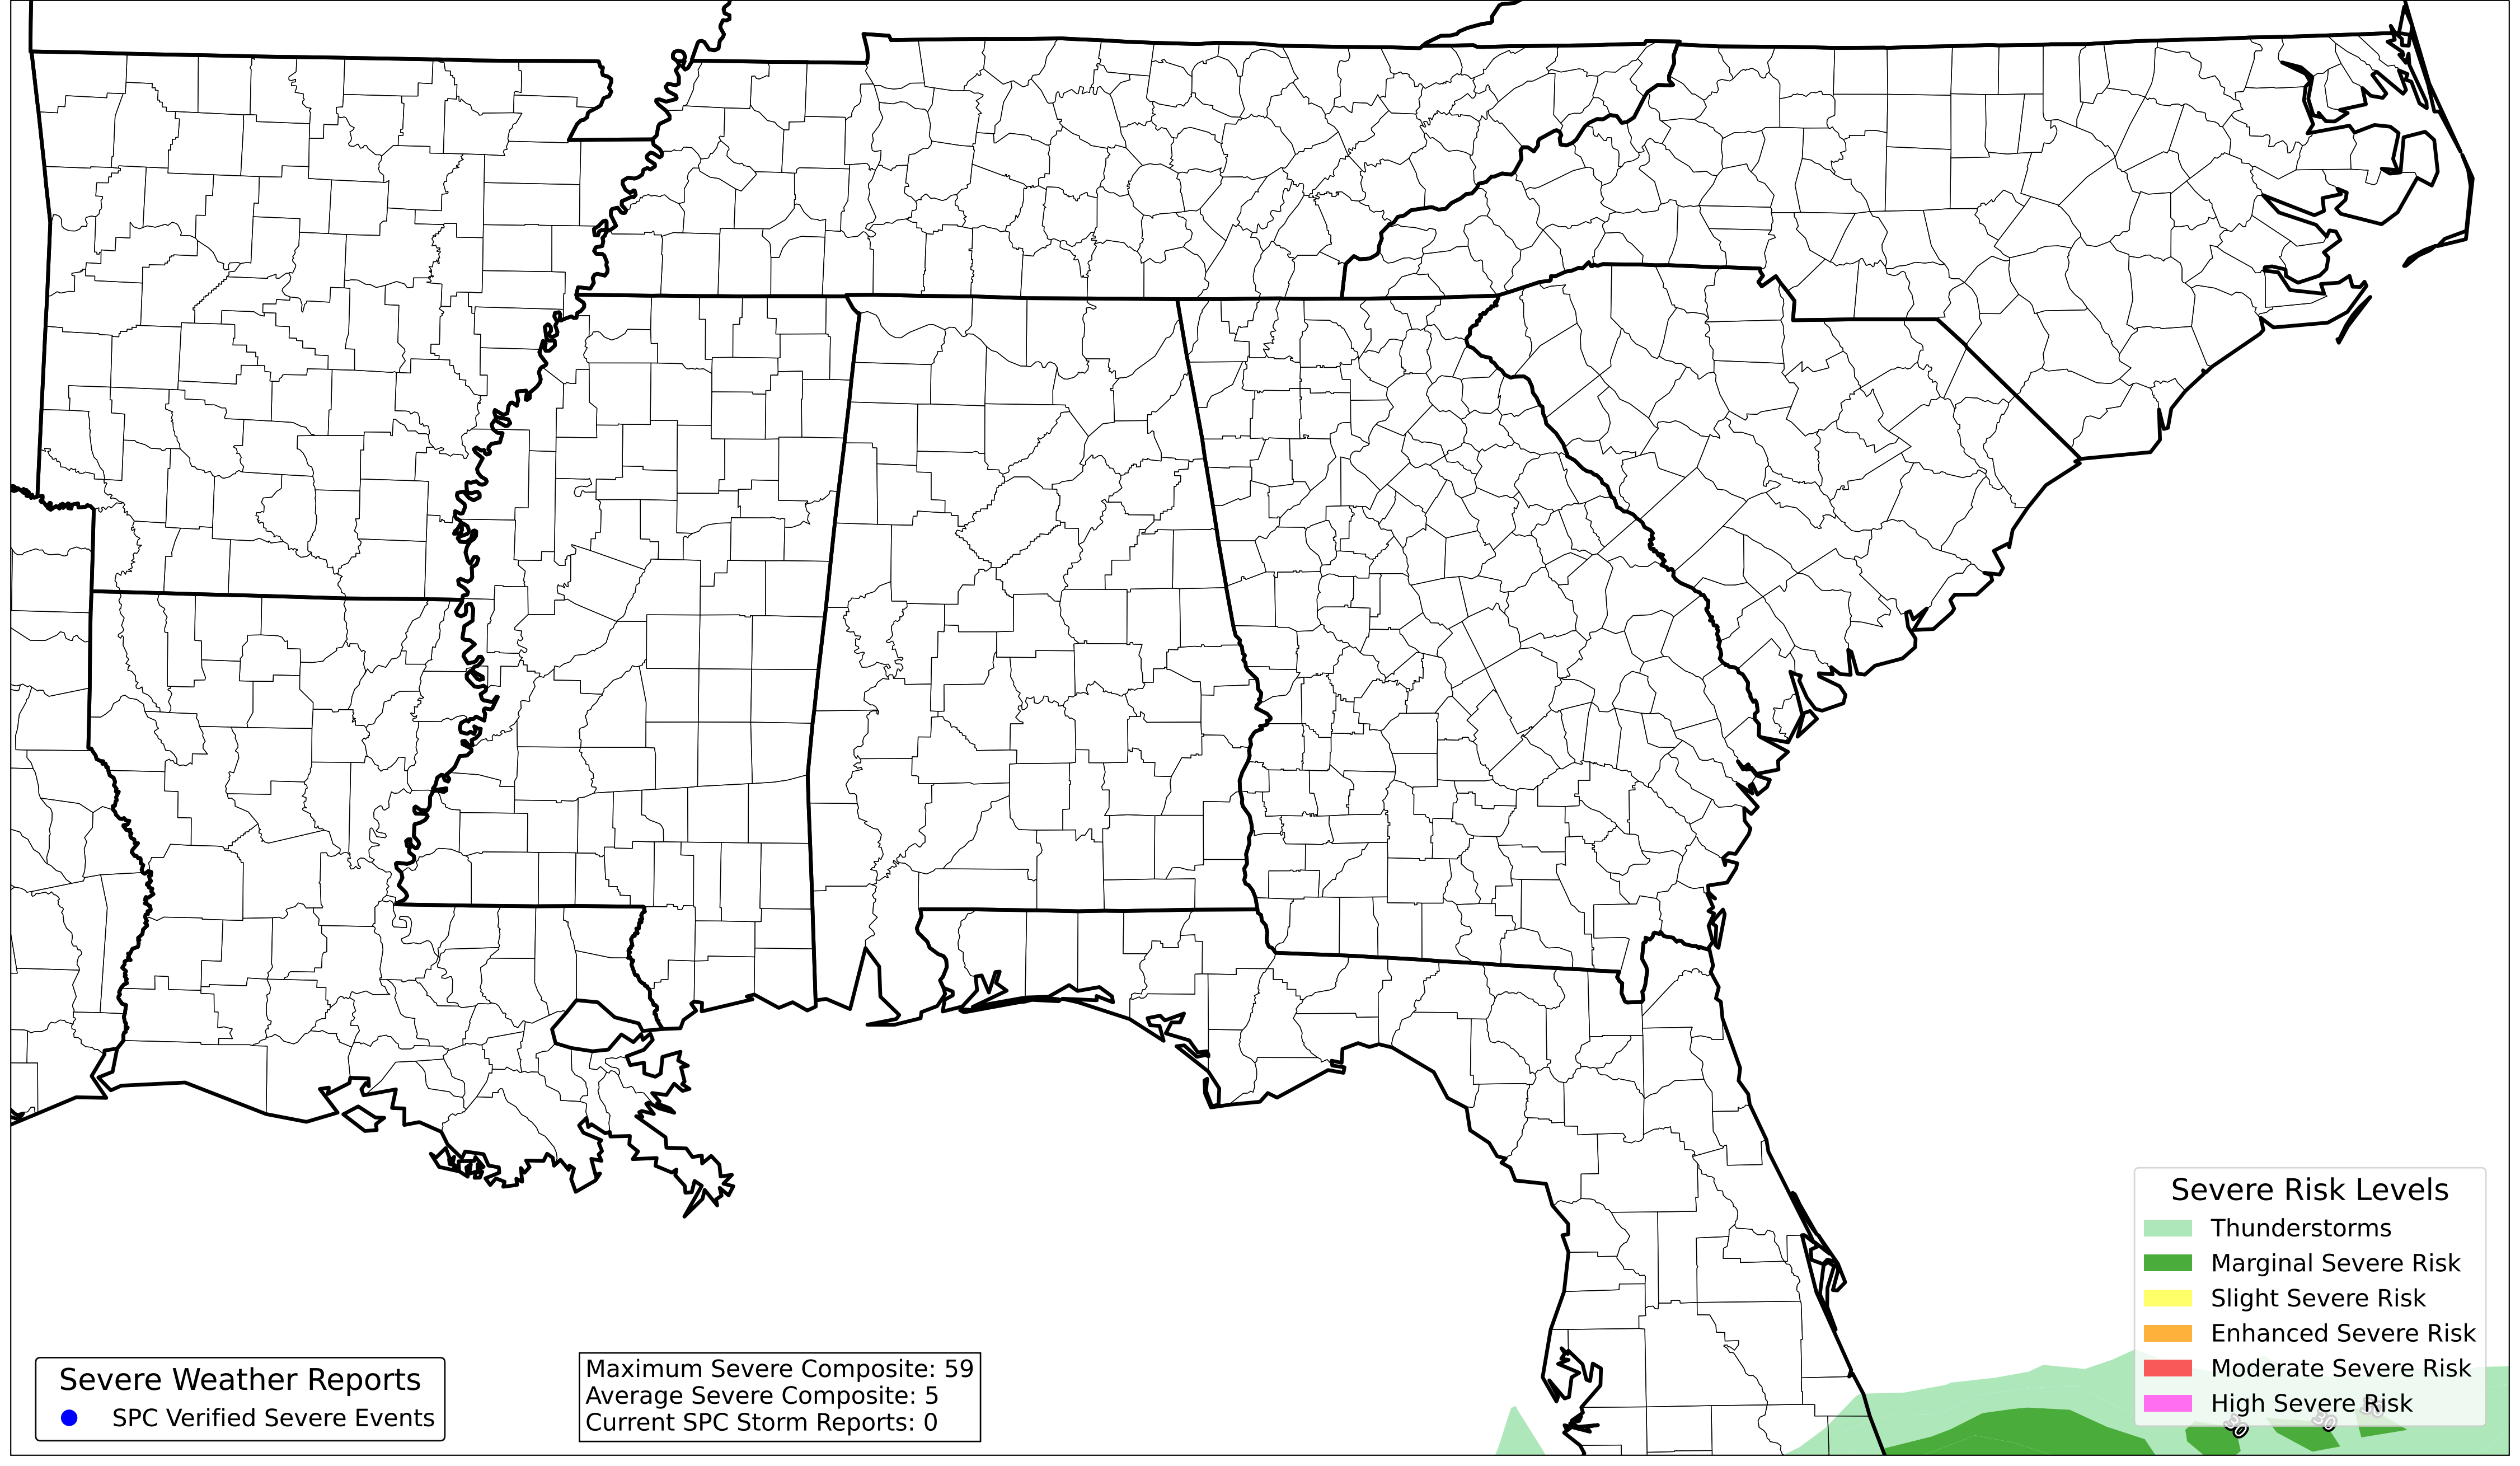 Severe Risk Levels
Thunderstorms
Marginal Severe Risk
Slight Severe Risk
Enhanced Severe Risk
Moderate Severe Risk
High Severe Risk
Severe Weather Reports
SPC Verified Severe Events
Maximum Severe Composite: 59
Average Severe Composite: 5
Current SPC Storm Reports: 0
30
30